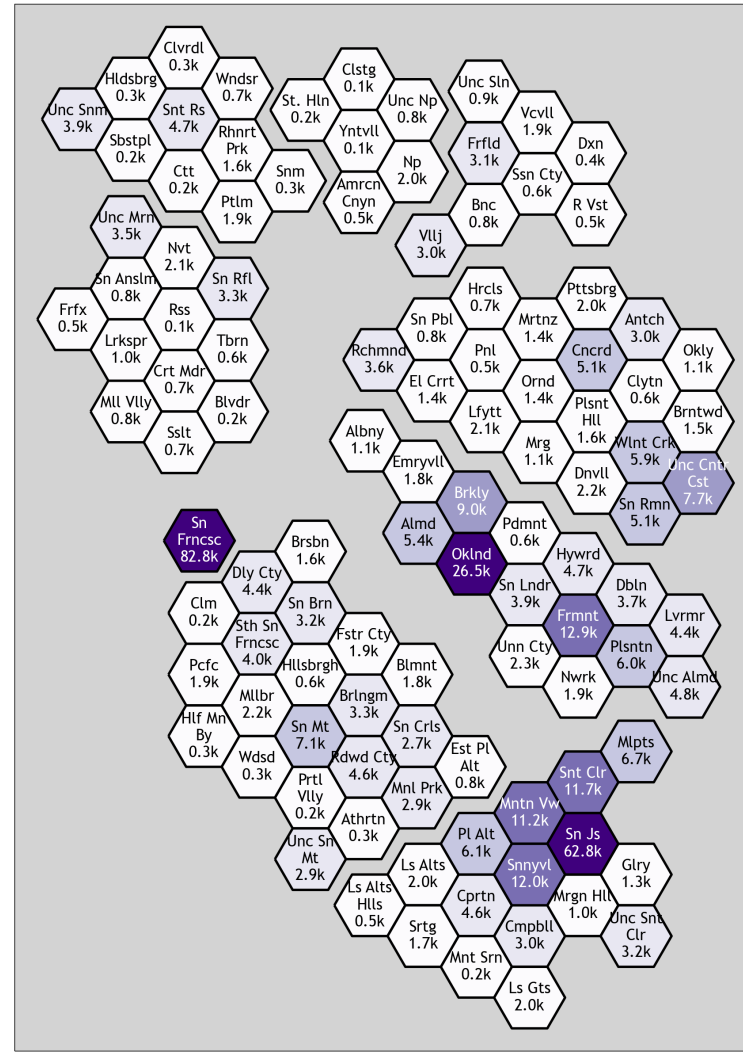 Clvrdl
0.3k
Hldsbrg
0.3k
Wndsr
0.7k
Unc Snm
3.9k
Snt Rs
4.7k
Sbstpl
0.2k
Rhnrt
Prk
1.6k
Ctt
0.2k
Snm
0.3k
Ptlm
1.9k
Clstg
0.1k
St. Hln
0.2k
Unc Np
0.8k
Yntvll
0.1k
Np
2.0k
Amrcn
Cnyn
0.5k
Unc Sln
0.9k
Vcvll
1.9k
Frfld
3.1k
Dxn
0.4k
Ssn Cty
0.6k
Bnc
0.8k
R Vst
0.5k
Vllj
3.0k
Unc Mrn
3.5k
Nvt
2.1k
Sn Anslm
0.8k
Sn Rfl
3.3k
Frfx
0.5k
Rss
0.1k
Lrkspr
1.0k
Tbrn
0.6k
Crt Mdr
0.7k
Mll Vlly
0.8k
Blvdr
0.2k
Sslt
0.7k
Hrcls
0.7k
Pttsbrg
2.0k
Sn Pbl
0.8k
Mrtnz
1.4k
Antch
3.0k
Rchmnd
3.6k
Pnl
0.5k
Cncrd
5.1k
Okly
1.1k
El Crrt
1.4k
Ornd
1.4k
Clytn
0.6k
Lfytt
2.1k
Plsnt
Hll
1.6k
Brntwd
1.5k
Mrg
1.1k
Wlnt Crk
5.9k
Dnvll
2.2k
Unc Cntr
Cst
7.7k
Sn Rmn
5.1k
Albny
1.1k
Emryvll
1.8k
Brkly
9.0k
Almd
5.4k
Pdmnt
0.6k
Oklnd
26.5k
Hywrd
4.7k
Sn Lndr
3.9k
Dbln
3.7k
Frmnt
12.9k
Lvrmr
4.4k
Unn Cty
2.3k
Plsntn
6.0k
Nwrk
1.9k
Unc Almd
4.8k
Sn
Frncsc
82.8k
Brsbn
1.6k
Dly Cty
4.4k
Clm
0.2k
Sn Brn
3.2k
Sth Sn
Frncsc
4.0k
Fstr Cty
1.9k
Pcfc
1.9k
Hllsbrgh
0.6k
Blmnt
1.8k
Mllbr
2.2k
Brlngm
3.3k
Hlf Mn
By
0.3k
Sn Mt
7.1k
Sn Crls
2.7k
Wdsd
0.3k
Rdwd Cty
4.6k
Est Pl
Alt
0.8k
Prtl
Vlly
0.2k
Mnl Prk
2.9k
Athrtn
0.3k
Unc Sn
Mt
2.9k
Mlpts
6.7k
Snt Clr
11.7k
Mntn Vw
11.2k
Pl Alt
6.1k
Sn Js
62.8k
Ls Alts
2.0k
Snnyvl
12.0k
Glry
1.3k
Ls Alts
Hlls
0.5k
Cprtn
4.6k
Mrgn Hll
1.0k
Srtg
1.7k
Cmpbll
3.0k
Unc Snt
Clr
3.2k
Mnt Srn
0.2k
Ls Gts
2.0k